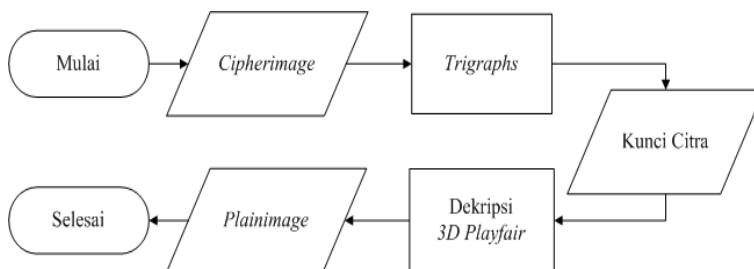 Mulai
Cipherimage
Trigraphs
Kunci Citra
Dekripsi
3D Playfair
Plainimage
Selesai